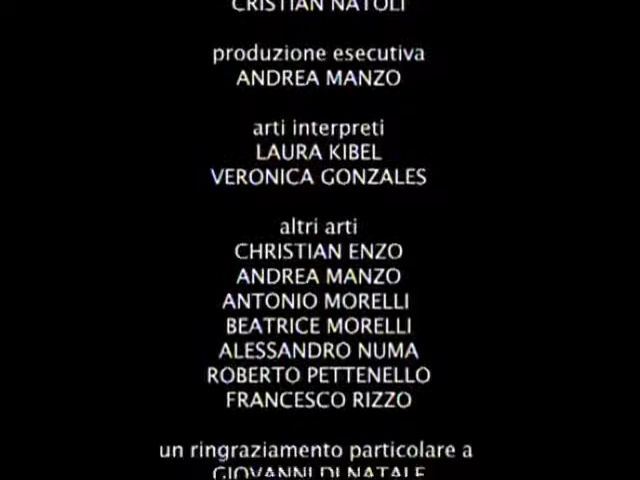 CRISTIAN NATOLI
produzione esecutiva
ANDREA MANZO
arti interpreti
LAURA KIBEL
VERONICA GONZALES
altri arti
CHRISTIAN ENZO
ANDREA MANZO
ANTONIO MORELLI
BEATRICE MORELLI
ALESSANDRO NUMA
ROBERTO PETTENELLO
FRANCESCO RIZZO
un ringraziamento particolare a
GIOVANNI DI NATALE